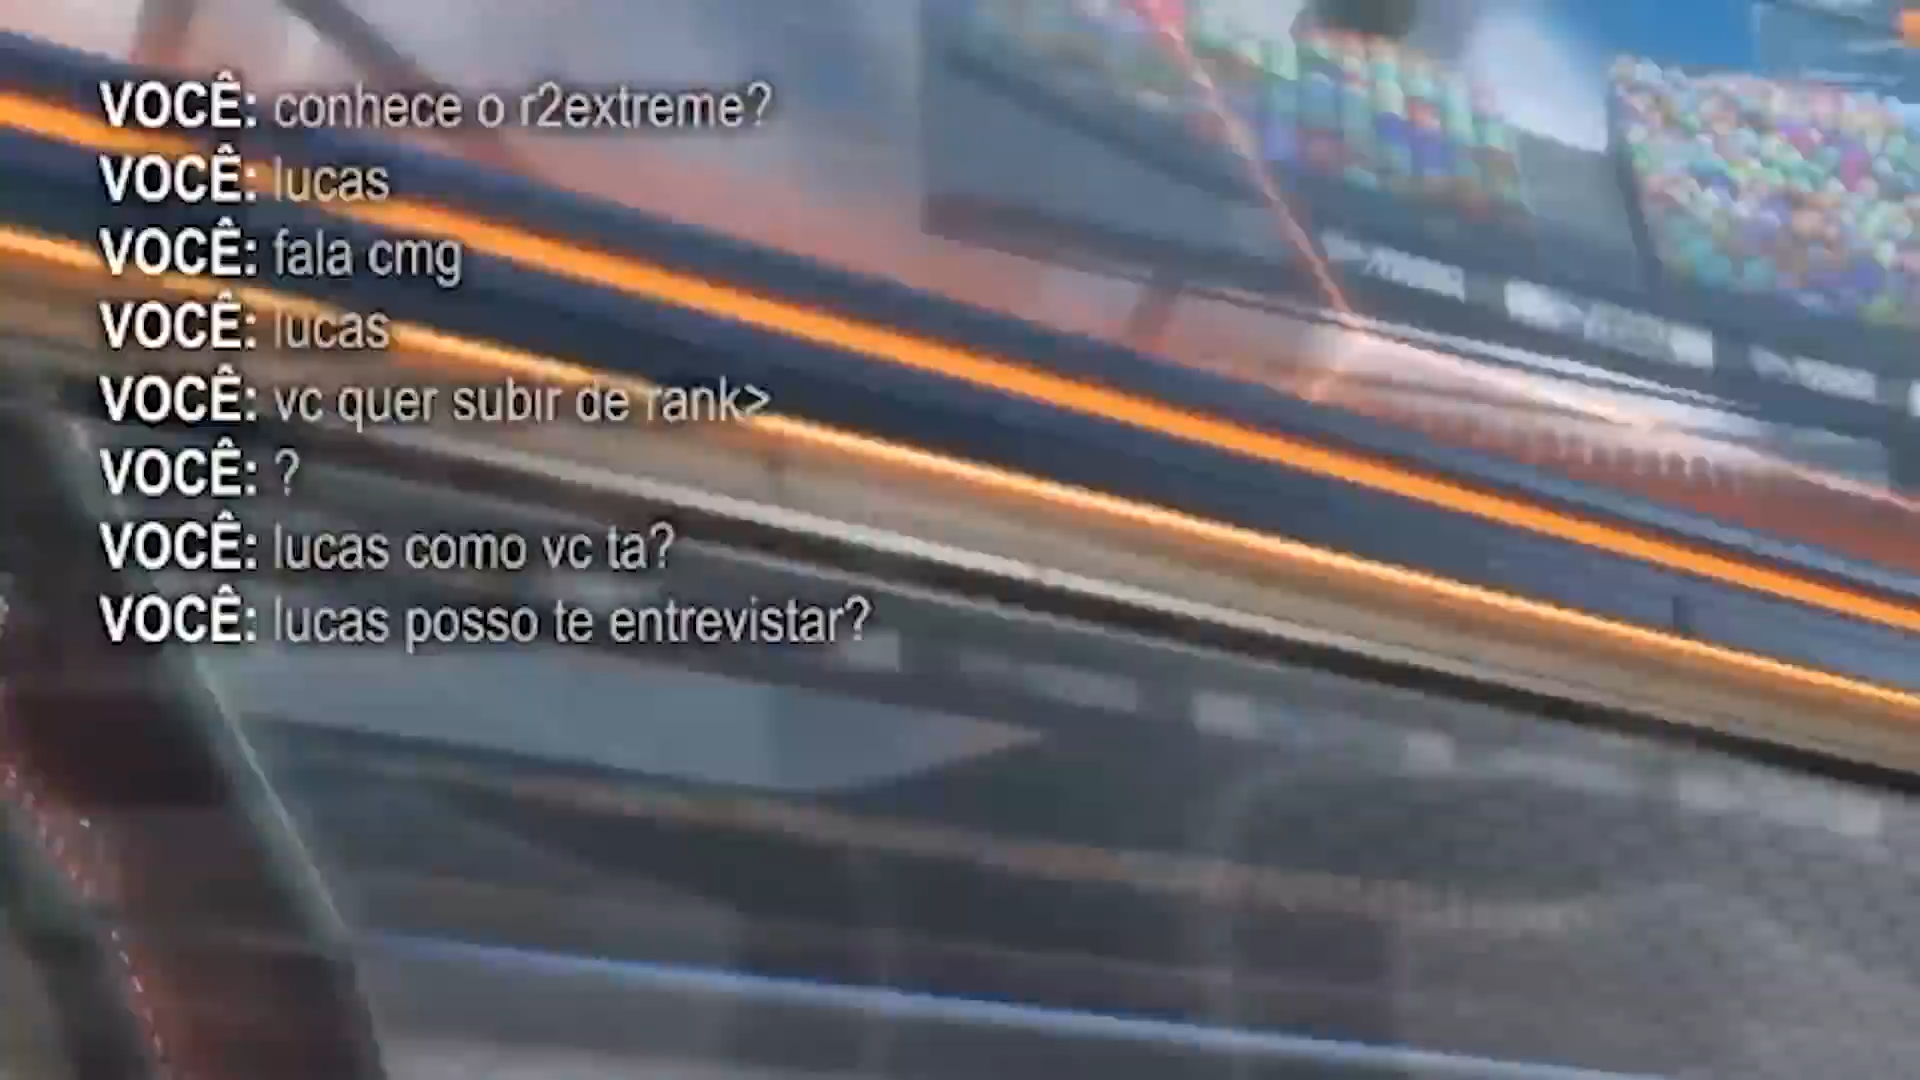 VOCÊ: conhece o r2extreme?
VOCÊ: lucas
VOCÊ: fala cmg
VOCÊ: lucas
VOCÊ: vc quer subir de rank>
VOCÊ: ?
VOCÊ: lucas como vc ta?
VOCÊ: lucas posso te entrevistar?